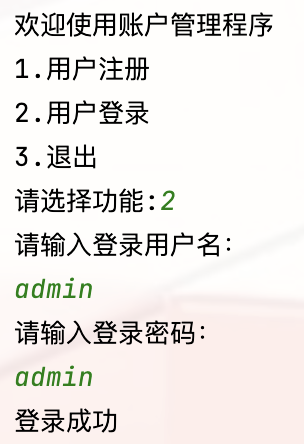 欢迎使用账户管理程序
1.用户注册
2.用户登录
3.退出
请选择功能:2
请输入登录用户名:
admin
请输入登录密码:
admin
登录成功